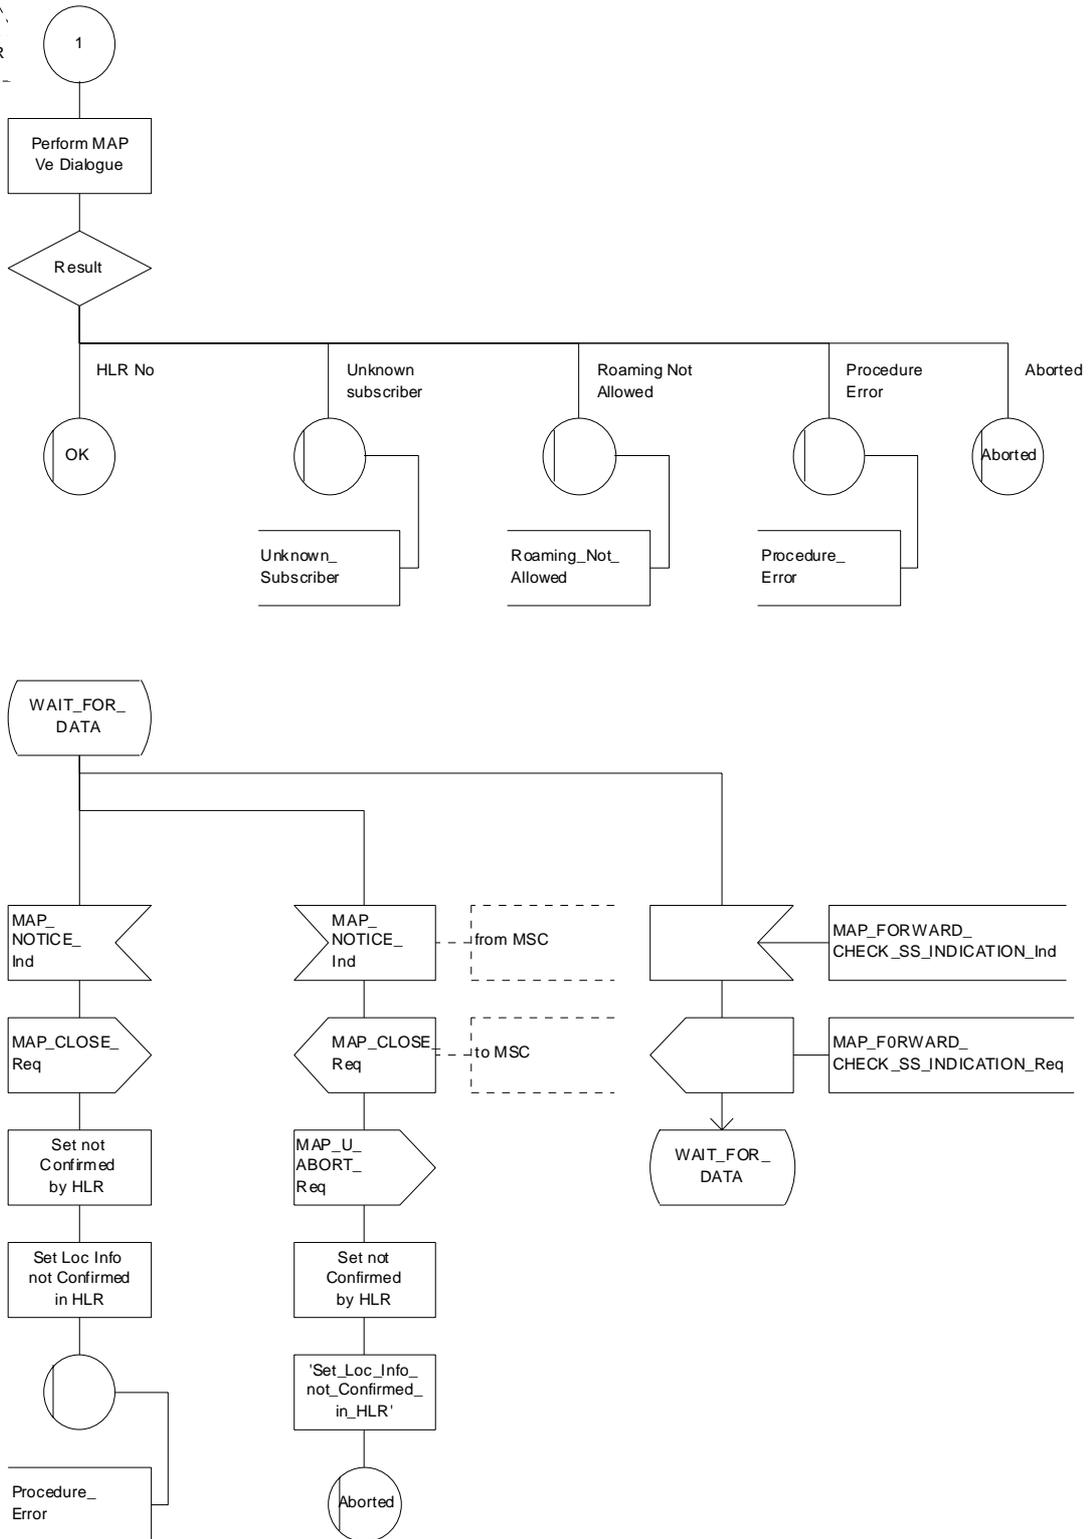 R
1
Perform MAP
Ve Dialogue
Result
HLR No
Unknown
subscriber
Roaming Not
Allowed
Procedure
Error
Aborted
OK
Aborted
Unknown_
Subscriber
Roaming_Not_
Allowed
Procedure_
Error
WAIT_FOR_
DATA
MAP_
NOTICE_
Ind
MAP_
NOTICE_
Ind
from MSC
MAP_FORWARD_
CHECK_SS_INDICATION_Ind
MAP_CLOSE_
Req
MAP_CLOSE_
Req
to MSC
MAP_F0RWARD_
CHECK_SS_INDICATION_Req
Set not
Confirmed
by HLR
MAP_U_
ABORT_
Req
WAIT_FOR_
DATA
Set Loc Info
not Confirmed
in HLR
Set not
Confirmed
by HLR
'Set_Loc_Info_
not_Confirmed_
in_HLR'
Procedure_
Error
Aborted